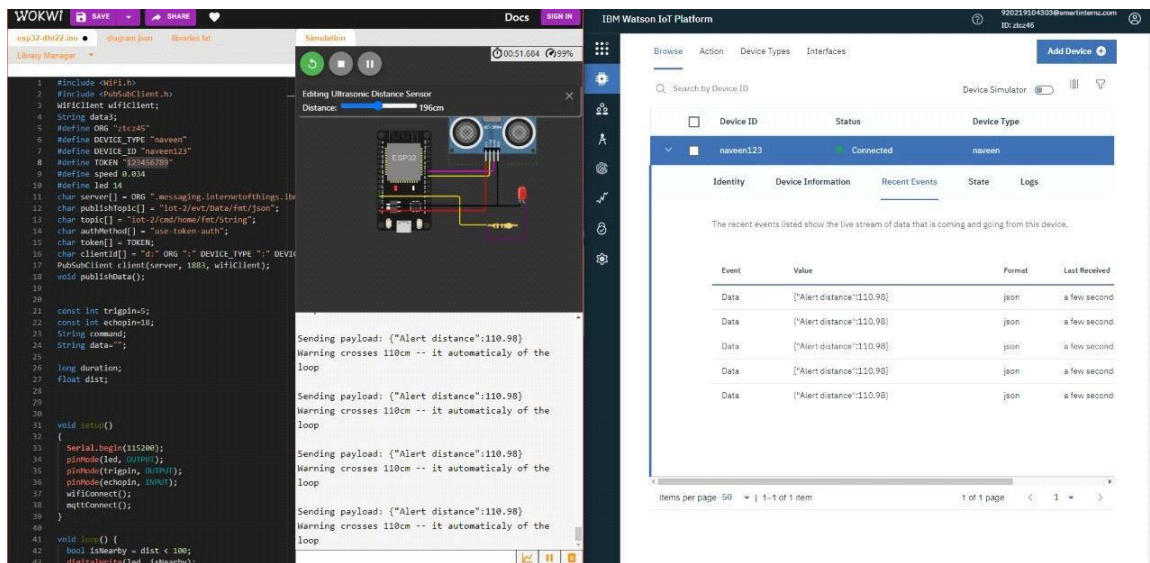 WOKWI SAVE SHARE Docs SIGN IN
esp32-dht22.ino diagram.json libraries.txt
Library Manager
1 #include <WiFi.h>
2 #include <PubSubClient.h>
3 WiFiClient wifiClient;
4 String data3;
5 #define ORG "ztcz45"
6 #define DEVICE_TYPE "naveen"
7 #define DEVICE_ID "naveen123"
8 #define TOKEN "123456789"
9 #define speed 0.034
10 #define led 14
11 char server[] = ORG ".messaging.internetofthings.ibm
12 char publishTopic[] = "iot-2/evt/Data/fmt/json";
13 char topic[] = "iot-2/cmd/home/fmt/String";
14 char authMethod[] = "use-token-auth";
15 char token[] = TOKEN;
16 char clientId[] = "d:" ORG ":" DEVICE_TYPE ":" DEVIC
17 PubSubClient client(server, 1883, wifiClient);
18 void publishData();
19
20
21 const int trigpin=5;
22 const int echopin=18;
23 String command;
24 String data="";
25
26 long duration;
27 float dist;
28
29
30
31 void setup()
32 {
33 Serial.begin(115200);
34 pinMode(led, OUTPUT);
35 pinMode(trigpin, OUTPUT);
36 pinMode(echopin, INPUT);
37 wifiConnect();
38 mqttConnect();
39 }
40
41 void loop() {
42 bool isNearby = dist < 100;
43 digitalWrite(led, isNearby);
Simulation
00:51.684 99%
Editing Ultrasonic Distance Sensor
Distance: 196cm
ESP32
Sending payload: {"Alert distance":110.98}
Warning crosses 110cm -- it automaticaly of the
loop
Sending payload: {"Alert distance":110.98}
Warning crosses 110cm -- it automaticaly of the
loop
Sending payload: {"Alert distance":110.98}
Warning crosses 110cm -- it automaticaly of the
loop
Sending payload: {"Alert distance":110.98}
Warning crosses 110cm -- it automaticaly of the
loop
IBM Watson IoT Platform
920219104303@smartinternz.com
ID: ztcz46
Browse Action Device Types Interfaces Add Device
Search by Device ID Device Simulator
Device ID Status Device Type
naveen123 Connected naveen
Identity Device Information Recent Events State Logs
The recent events listed show the live stream of data that is coming and going from this device.
Event Value Format Last Received
Data {"Alert distance":110.98} json a few second
Data {"Alert distance":110.98} json a few second
Data {"Alert distance":110.98} json a few second
Data {"Alert distance":110.98} json a few second
Data {"Alert distance":110.98} json a few second
Items per page 50 | 1–1 of 1 item 1 of 1 page 1